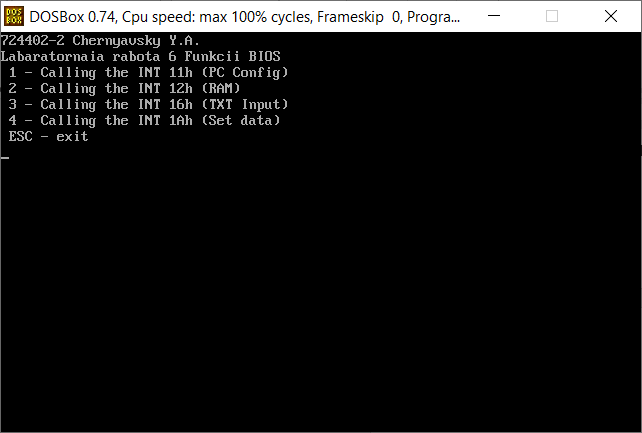 DOS BOX DOSBox 0.74, Cpu speed: max 100% cycles, Frameskip 0, Progra...
724402-2 Chernyavsky Y.A.
Labaratornaia rabota 6 Funkcii BIOS
1 - Calling the INT 11h (PC Config)
2 - Calling the INT 12h (RAM)
3 - Calling the INT 16h (TXT Input)
4 - Calling the INT 1Ah (Set data)
ESC - exit